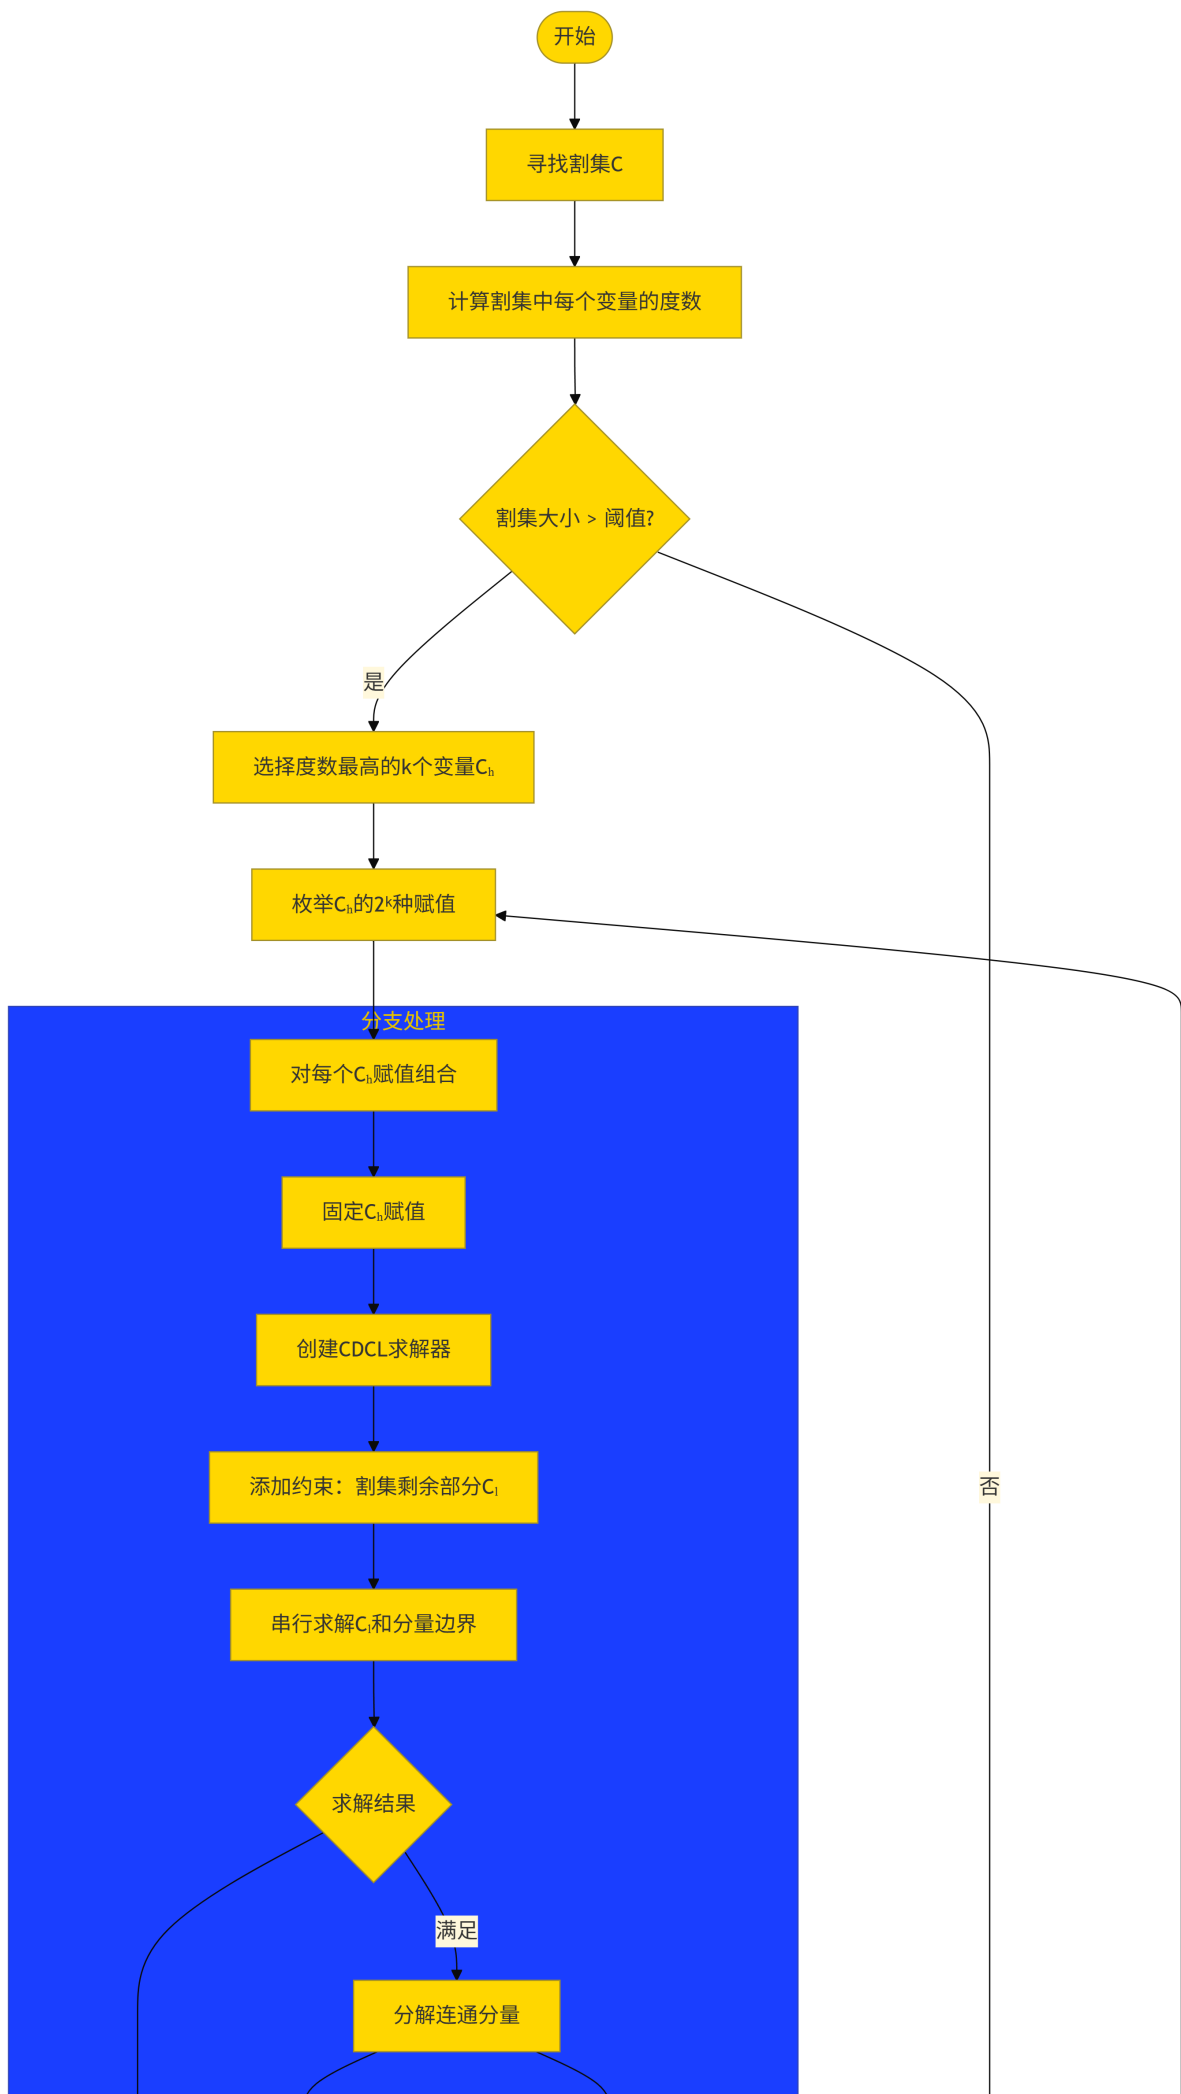 开始
寻找割集C
计算割集中每个变量的度数
割集大小 > 阈值?
是
选择度数最高的k个变量Cₕ
枚举Cₕ的2ᵏ种赋值
分支处理
对每个Cₕ赋值组合
固定Cₕ赋值
创建CDCL求解器
添加约束：割集剩余部分Cₗ
否
串行求解Cₗ和分量边界
求解结果
满足
分解连通分量